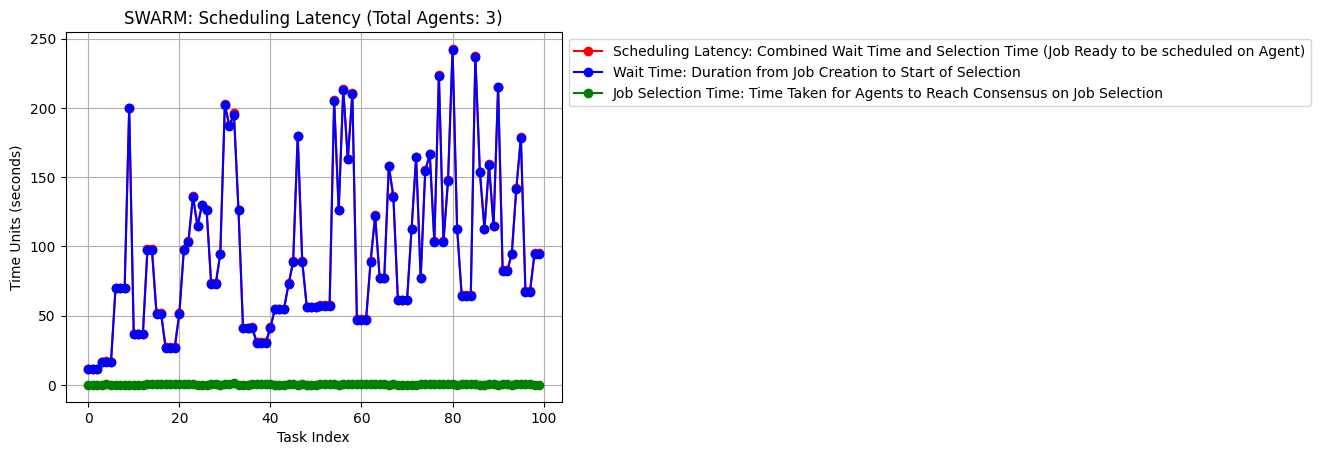 SWARM: Scheduling Latency (Total Agents: 3)
Scheduling Latency: Combined Wait Time and Selection Time (Job Ready to be scheduled on Agent)
Wait Time: Duration from Job Creation to Start of Selection
Job Selection Time: Time Taken for Agents to Reach Consensus on Job Selection
Time Units (seconds)
250
200
150
100
50
0
0 20 40 60 80 100
Task Index